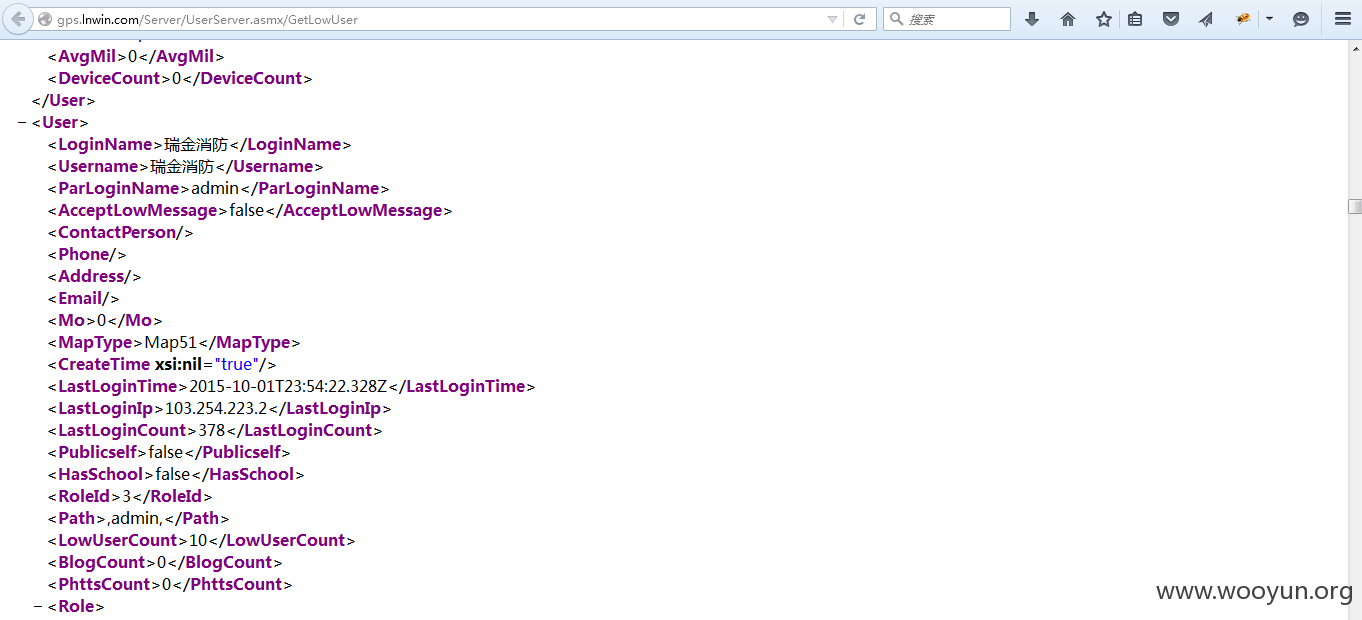 gps.lnwin.com/Server/UserServer.asmx/GetLowUser
搜索
<AvgMil>0</AvgMil>
<DeviceCount>0</DeviceCount>
</User>
– <User>
<LoginName>瑞金消防</LoginName>
<Username>瑞金消防</Username>
<ParLoginName>admin</ParLoginName>
<AcceptLowMessage>false</AcceptLowMessage>
<ContactPerson/>
<Phone/>
<Address/>
<Email/>
<Mo>0</Mo>
<MapType>Map51</MapType>
<CreateTime xsi:nil="true"/>
<LastLoginTime>2015-10-01T23:54:22.328Z</LastLoginTime>
<LastLoginIp>103.254.223.2</LastLoginIp>
<LastLoginCount>378</LastLoginCount>
<Publicself>false</Publicself>
<HasSchool>false</HasSchool>
<RoleId>3</RoleId>
<Path>,admin,</Path>
<LowUserCount>10</LowUserCount>
<BlogCount>0</BlogCount>
<PhttsCount>0</PhttsCount>
– <Role>
www.wooyun.org